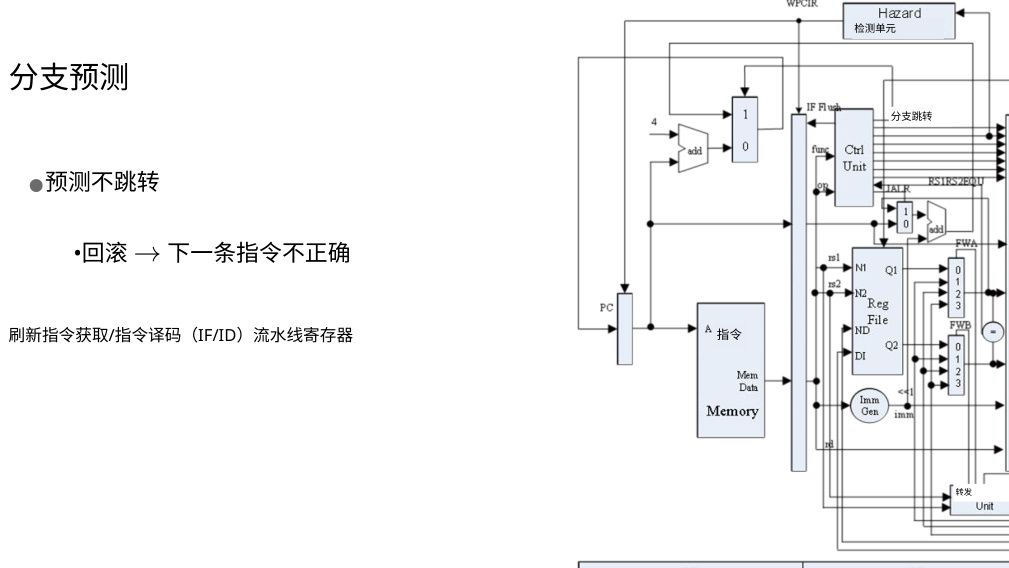 分支预测
●预测不跳转
•回滚 → 下一条指令不正确
刷新指令获取/指令译码（IF/ID）流水线寄存器
WPCIR
Hazard
检测单元
IF Flush
分支跳转
4
add
1
0
func
Ctrl
Unit
op
JALR
RS1RS2EQU
1
0
add
FWA
rs1
N1
Q1
0
1
2
3
rs2
N2
Reg
File
PC
A
指令
ND
FWB
=
Q2
DI
0
1
2
3
Mem
Data
Memory
Imm
Gen
<<1
imm
rd
转发
Unit